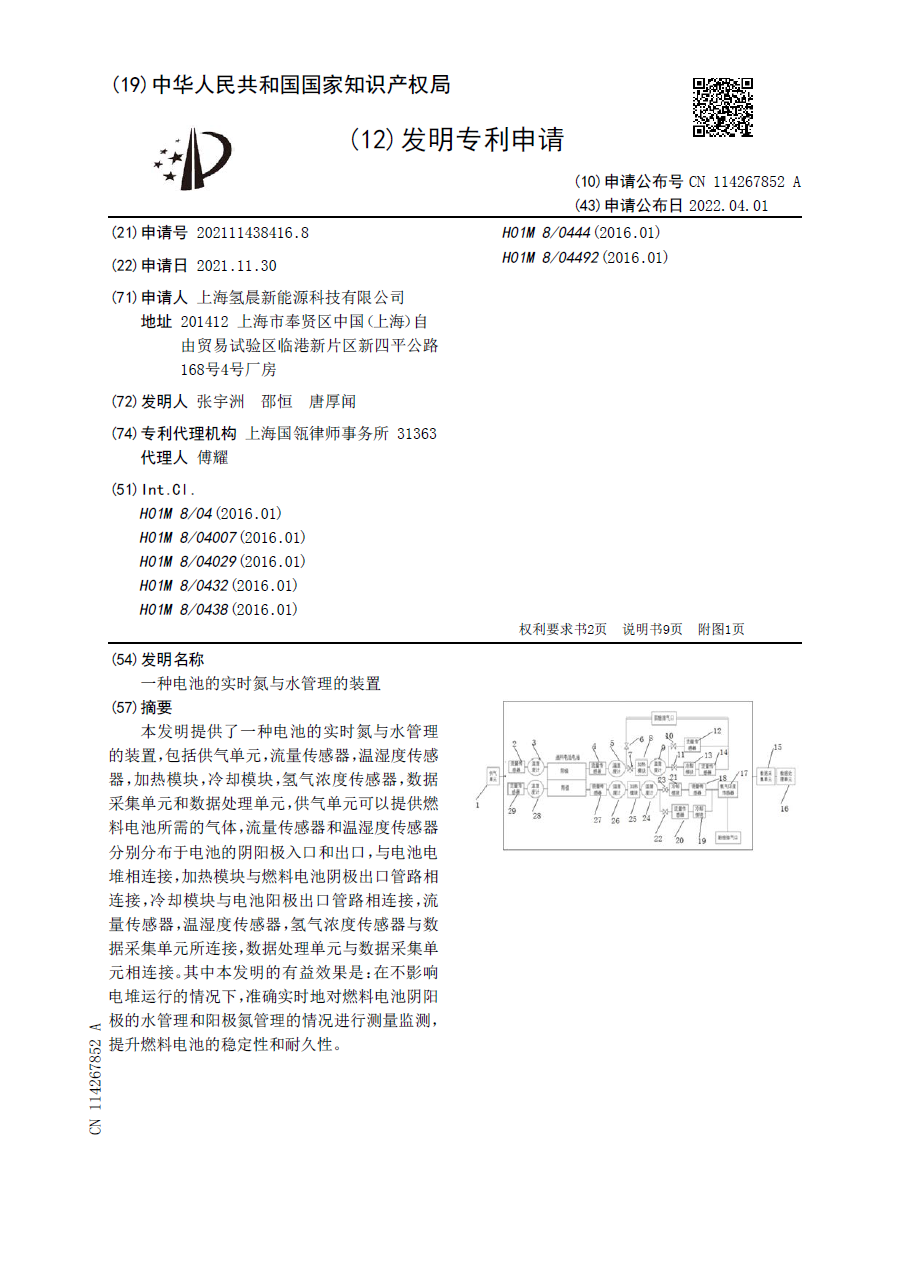 (19)中华人民共和国国家知识产权局
(12)发明专利申请
(10)申请公布号 CN 114267852 A
(43)申请公布日 2022.04.01
(21)申请号 202111438416.8
(22)申请日 2021.11.30
(71)申请人 上海氢晨新能源科技有限公司
地址 201412 上海市奉贤区中国(上海)自
由贸易试验区临港新片区新四平公路
168号4号厂房
(72)发明人 张宇洲 邵恒 唐厚闻
(74)专利代理机构 上海国瓴律师事务所 31363
代理人 傅耀
(51)Int.Cl.
H01M 8/04(2016.01)
H01M 8/04007(2016.01)
H01M 8/04029(2016.01)
H01M 8/0432(2016.01)
H01M 8/0438(2016.01)
H01M 8/0444(2016.01)
H01M 8/04492(2016.01)
权利要求书2页 说明书9页 附图1页
(54)发明名称
一种电池的实时氮与水管理的装置
(57)摘要
本发明提供了一种电池的实时氮与水管理
的装置,包括供气单元,流量传感器,温湿度传感
器,加热模块,冷却模块,氢气浓度传感器,数据
采集单元和数据处理单元,供气单元可以提供燃
料电池所需的气体,流量传感器和温湿度传感器
分别分布于电池的阴阳极入口和出口,与电池电
堆相连接,加热模块与燃料电池阴极出口管路相
连接,冷却模块与电池阳极出口管路相连接,流
量传感器,温湿度传感器,氢气浓度传感器与数
据采集单元所连接,数据处理单元与数据采集单
元相连接。其中本发明的有益效果是:在不影响
电堆运行的情况下,准确实时地对燃料电池阴阳
极的水管理和阳极氮管理的情况进行测量监测,
提升燃料电池的稳定性和耐久性。
1
2
3
4
5
6
7
8
9
10
11
12
13
14
15
16
17
18
19
20
21
22
23
24
25
26
27
28
29
CN 114267852 A